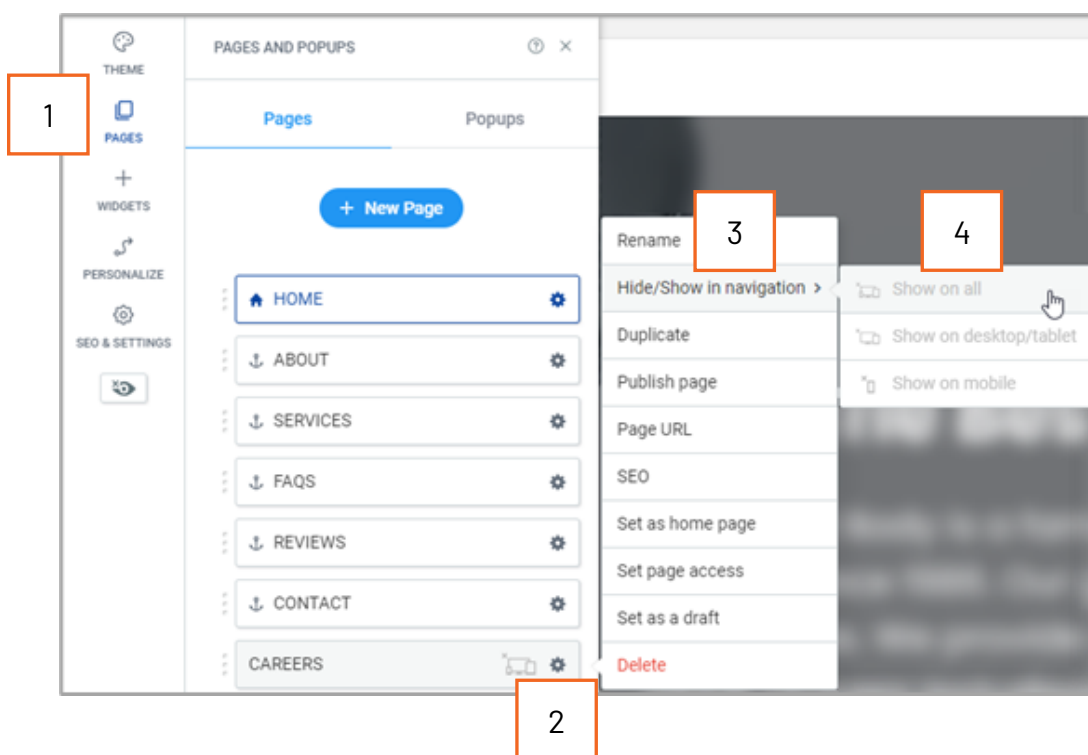 THEME
1
PAGES
WIDGETS
PERSONALIZE
SEO & SETTINGS
PAGES AND POPUPS
Pages
Popups
+ New Page
HOME
ABOUT
SERVICES
FAQS
REVIEWS
CONTACT
CAREERS
2
Rename
3
Hide/Show in navigation >
Duplicate
Publish page
Page URL
SEO
Set as home page
Set page access
Set as a draft
Delete
4
Show on all
Show on desktop/tablet
Show on mobile